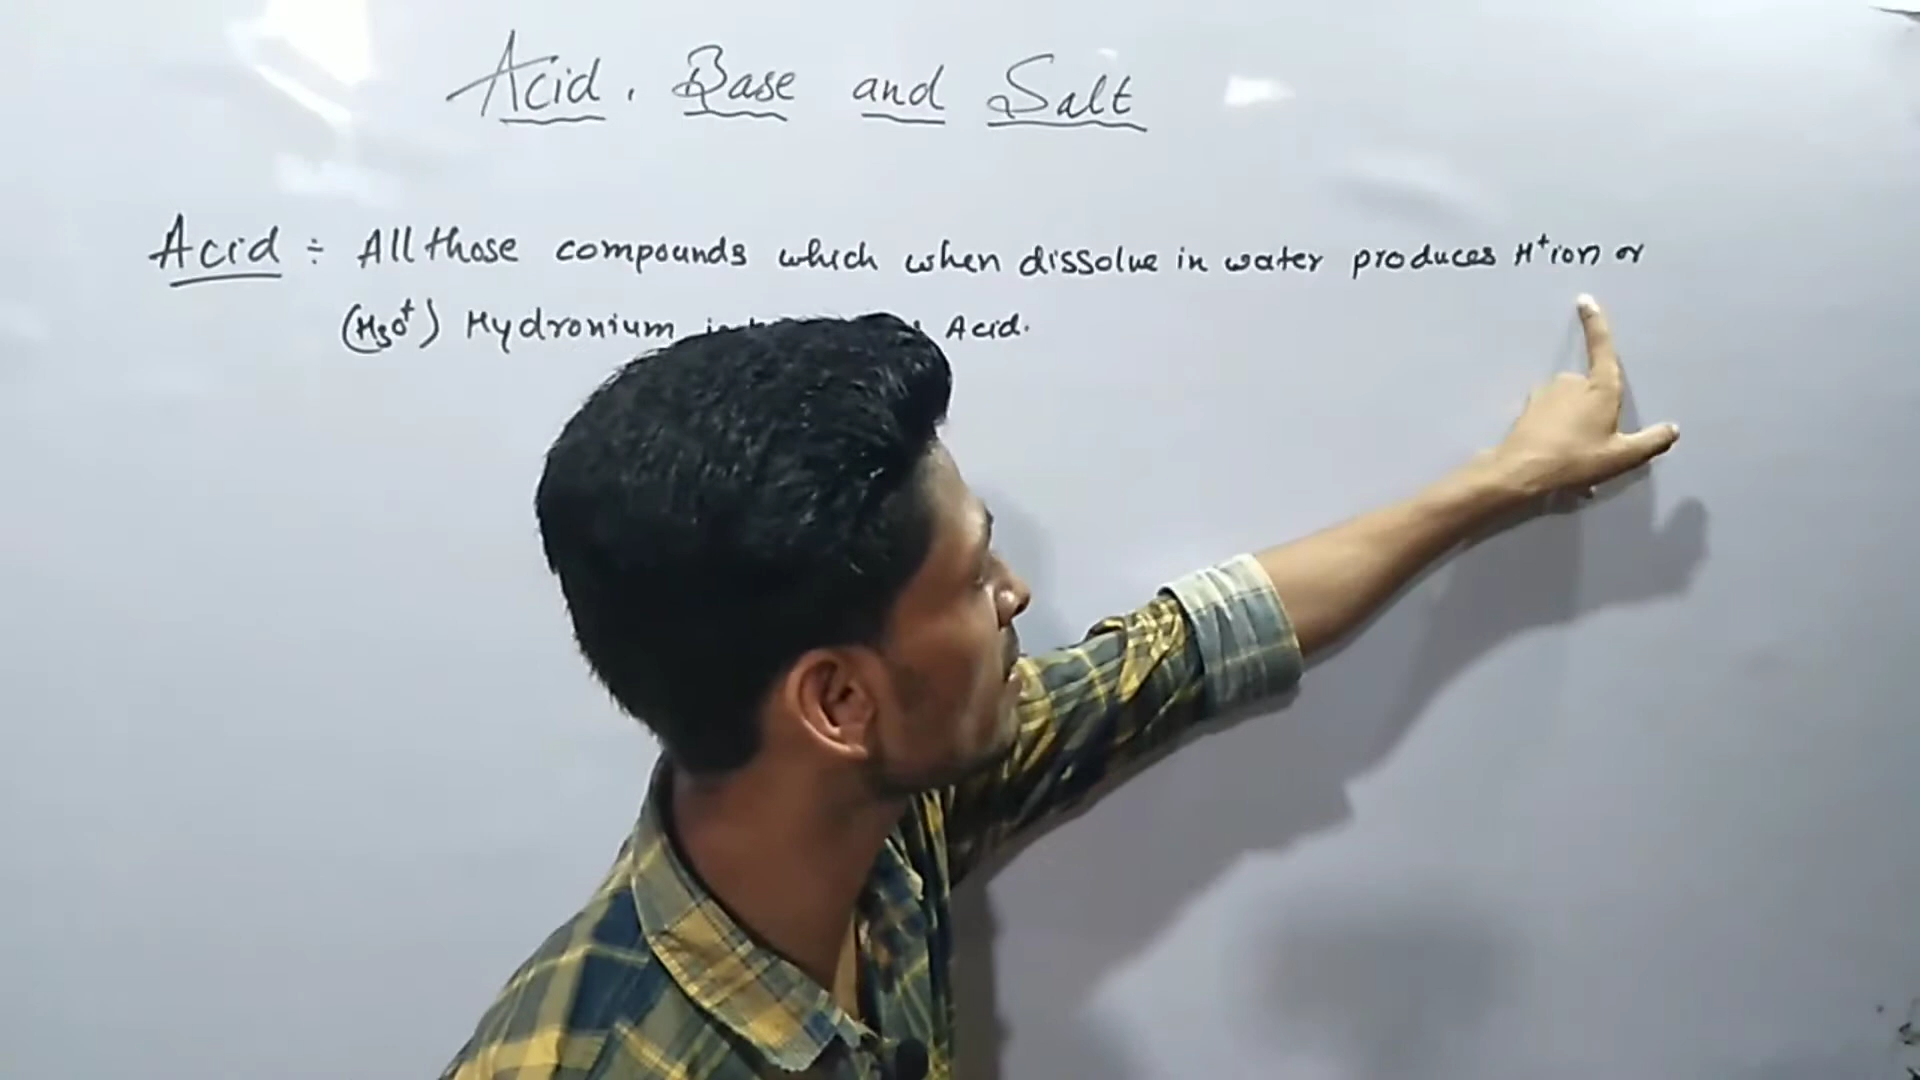 Acid. Base and Salt
Acid ÷ All those compounds which when dissolve in water produces H⁺ ion or
(H₃O⁺) Hydronium Acid.